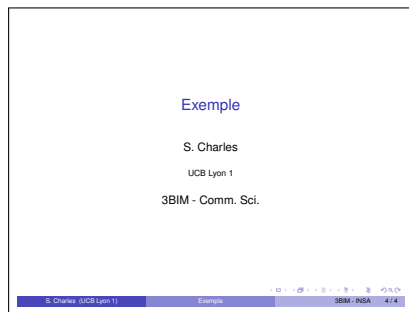 Exemple
S. Charles
UCB Lyon 1
3BIM - Comm. Sci.
S. Charles (UCB Lyon 1) Exemple 3BIM - INSA 4 / 4